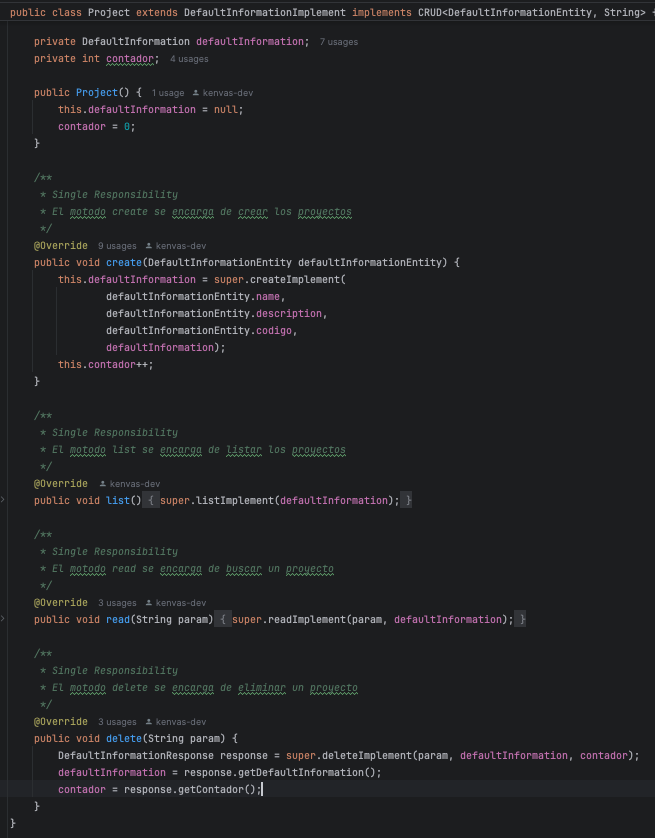 public class Project extends DefaultInformationImplement implements CRUD<DefaultInformationEntity, String> {
private DefaultInformation defaultInformation; 7 usages
private int contador; 4 usages
public Project() { 1 usage kenvas-dev
this.defaultInformation = null;
contador = 0;
}
/**
* Single Responsibility
* El motodo create se encarga de crear los proyectos
*/
@Override 9 usages kenvas-dev
public void create(DefaultInformationEntity defaultInformationEntity) {
this.defaultInformation = super.createImplement(
defaultInformationEntity.name,
defaultInformationEntity.description,
defaultInformationEntity.codigo,
defaultInformation);
this.contador++;
}
/**
* Single Responsibility
* El motodo list se encarga de listar los proyectos
*/
@Override kenvas-dev
public void list() { super.listImplement(defaultInformation); }
/**
* Single Responsibility
* El motodo read se encarga de buscar un proyecto
*/
@Override 3 usages kenvas-dev
public void read(String param) { super.readImplement(param, defaultInformation); }
/**
* Single Responsibility
* El motodo delete se encarga de eliminar un proyecto
*/
@Override 3 usages kenvas-dev
public void delete(String param) {
DefaultInformationResponse response = super.deleteImplement(param, defaultInformation, contador);
defaultInformation = response.getDefaultInformation();
contador = response.getContador();
}
}